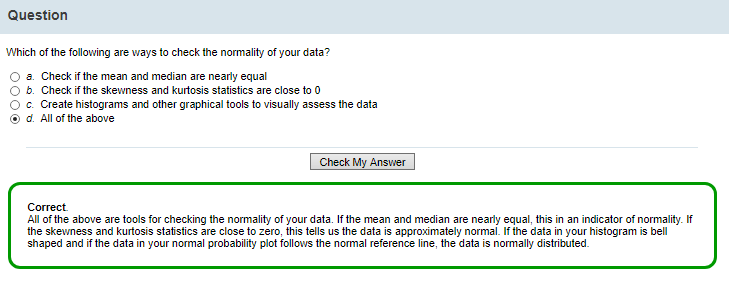 Question
Which of the following are ways to check the normality of your data?
a. Check if the mean and median are nearly equal
b. Check if the skewness and kurtosis statistics are close to 0
c. Create histograms and other graphical tools to visually assess the data
d. All of the above
Check My Answer
Correct.
All of the above are tools for checking the normality of your data. If the mean and median are nearly equal, this in an indicator of normality. If
the skewness and kurtosis statistics are close to zero, this tells us the data is approximately normal. If the data in your histogram is bell
shaped and if the data in your normal probability plot follows the normal reference line, the data is normally distributed.